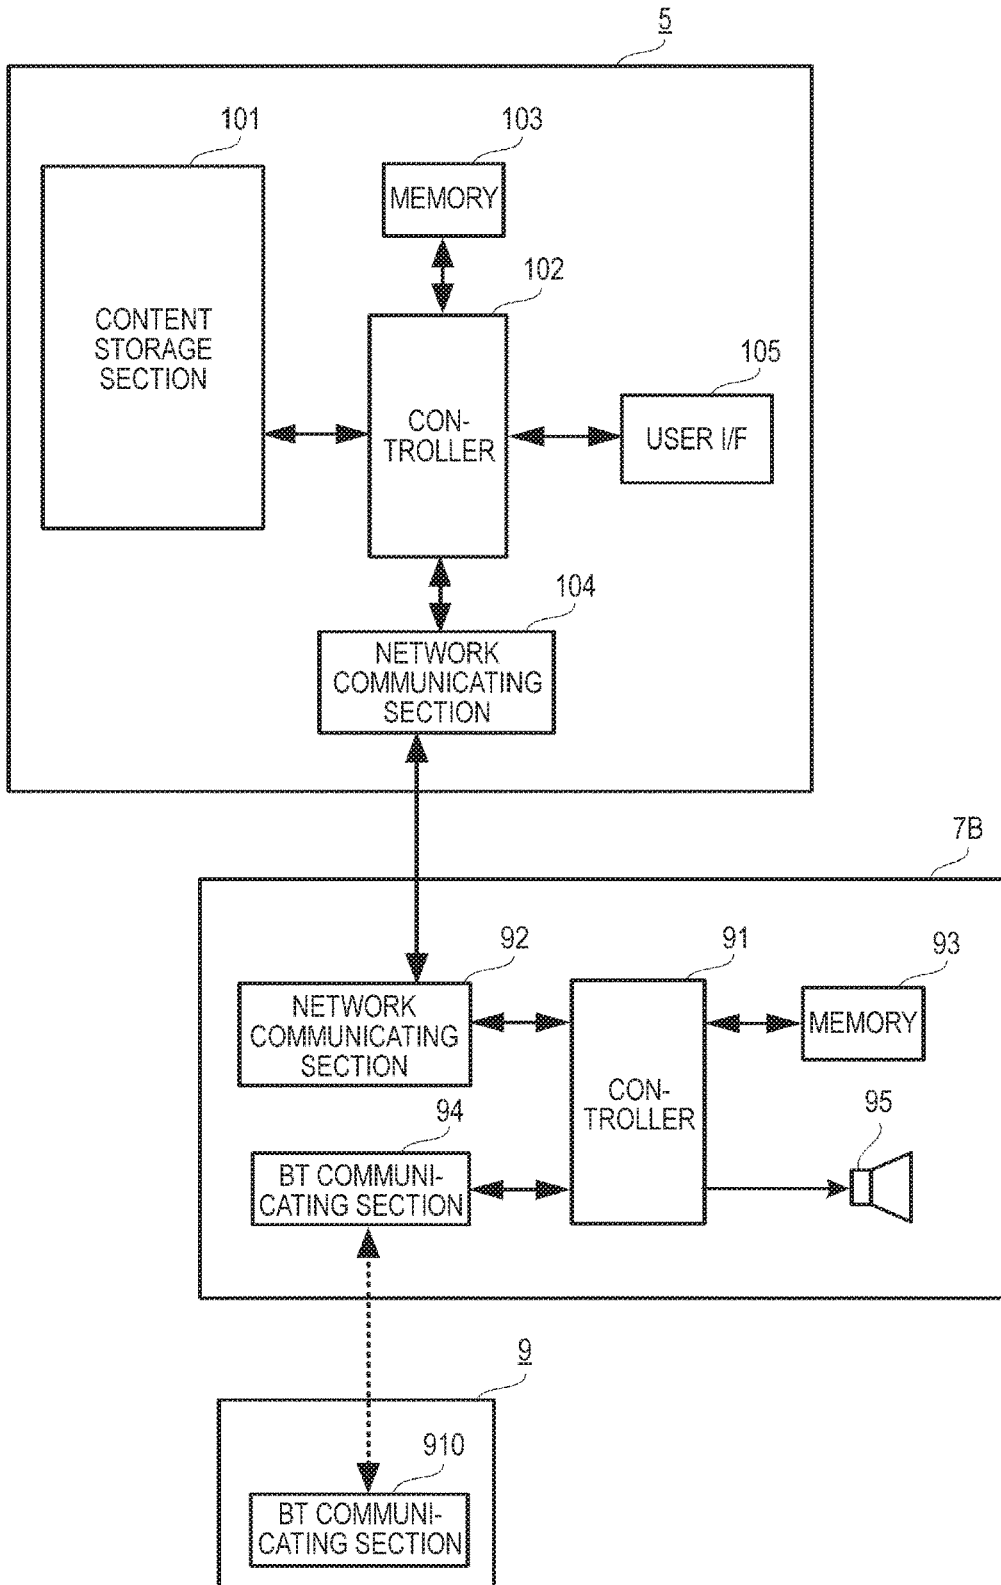 5
101
103
MEMORY
102
CONTENT
STORAGE
SECTION
105
CON-
TROLLER
USER I/F
104
NETWORK
COMMUNICATING
SECTION
7B
92
91
93
NETWORK
COMMUNICATING
SECTION
MEMORY
CON-
TROLLER
94
95
BT COMMUNI-
CATING SECTION
9
910
BT COMMUNI-
CATING SECTION